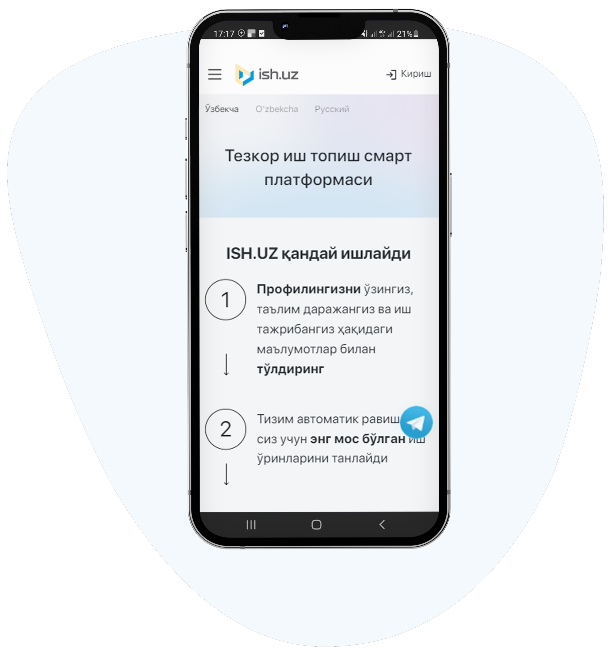 17:17 21%
ish.uz Кириш
Ўзбекча O'zbekcha Русский
Тезкор иш топиш смарт
платформаси
ISH.UZ қандай ишлайди
1 Профилингизни ўзингиз,
таълим даражангиз ва иш
тажрибангиз ҳақидаги
маълумотлар билан
тўлдиринг
2 Тизим автоматик равиш
сиз учун энг мос бўлган иш
ўринларини танлайди